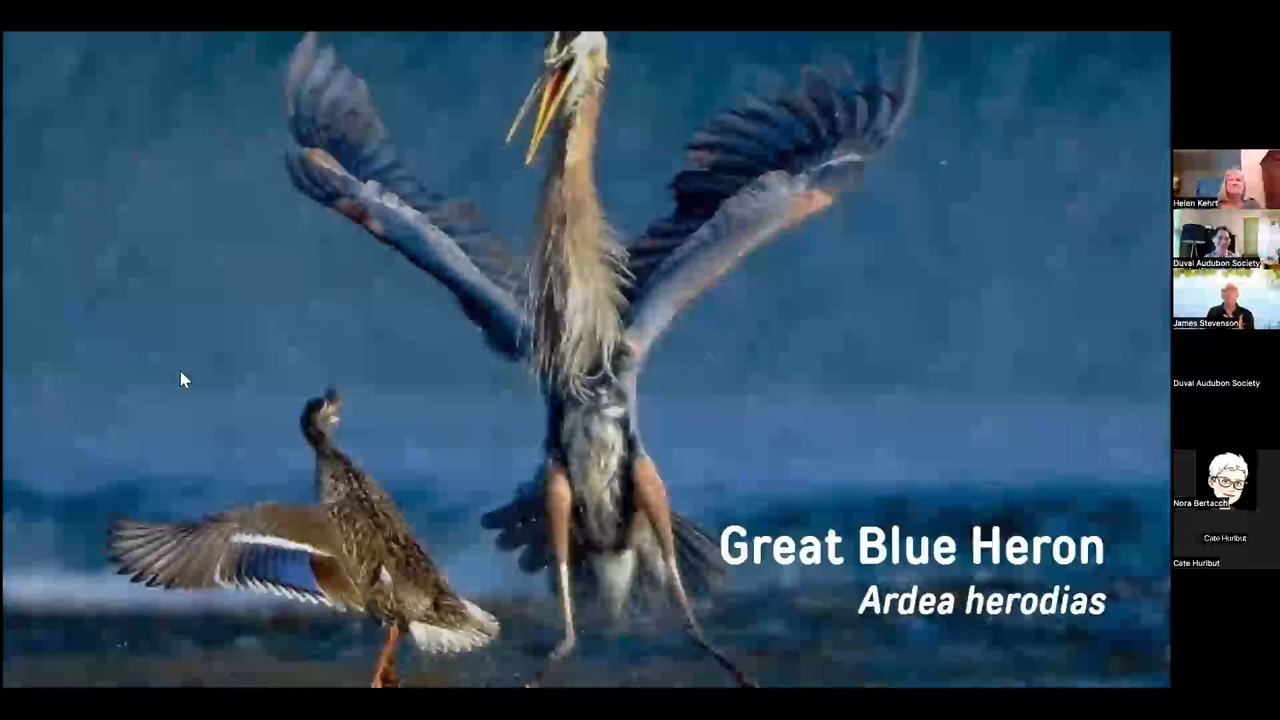 Great Blue Heron
Ardea herodias
Helen Kehrt
Duval Audubon Society
James Stevenson
Duval Audubon Society
Nora Bertacchi
Cate Hurlbut
Cate Hurlbut